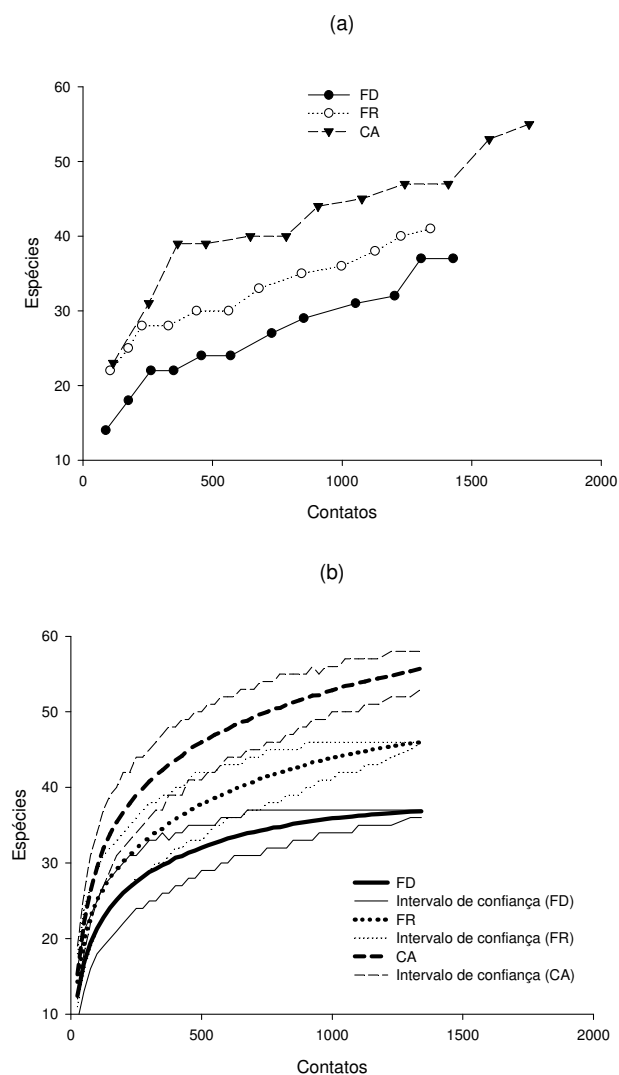 (a)
60
50
40
30
20
10
Espécies
FD
FR
CA
0
500
1000
1500
2000
Contatos
(b)
60
50
40
30
20
10
Espécies
FD
Intervalo de confiança (FD)
FR
Intervalo de confiança (FR)
CA
Intervalo de confiança (CA)
0
500
1000
1500
2000
Contatos